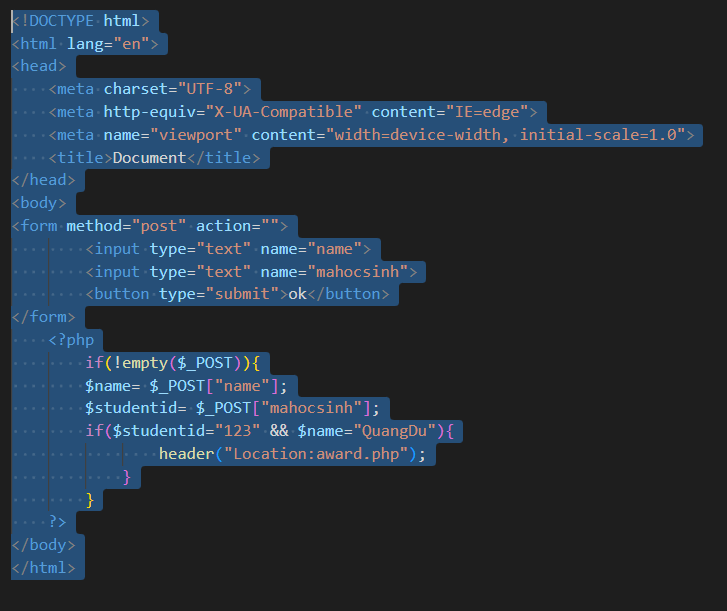 <!DOCTYPE html>
<html lang="en">
<head>
    <meta charset="UTF-8">
    <meta http-equiv="X-UA-Compatible" content="IE=edge">
    <meta name="viewport" content="width=device-width, initial-scale=1.0">
    <title>Document</title>
</head>
<body>
<form method="post" action="">
        <input type="text" name="name">
        <input type="text" name="mahocsinh">
        <button type="submit">ok</button>
</form>
    <?php
        if(!empty($_POST)){
        $name= $_POST["name"];
        $studentid= $_POST["mahocsinh"];
        if($studentid="123" && $name="QuangDu"){
                header("Location:award.php");
            }
        }
    ?>
</body>
</html>